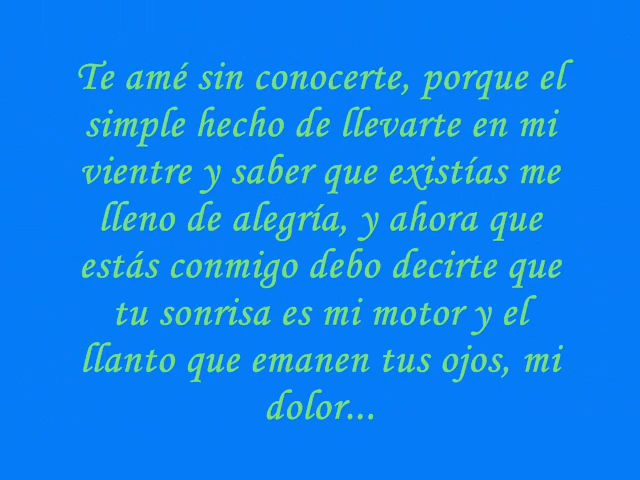 Te amé sin conocerte, porque el
simple hecho de llevarte en mi
vientre y saber que existías me
lleno de alegría, y ahora que
estás conmigo debo decirte que
tu sonrisa es mi motor y el
llanto que emanen tus ojos, mi
dolor...